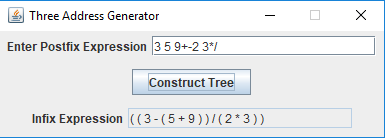 Three Address Generator
Enter Postfix Expression 3 5 9+-2 3*/
Construct Tree
Infix Expression ( ( 3 - ( 5 + 9 ) ) / ( 2 * 3 ) )